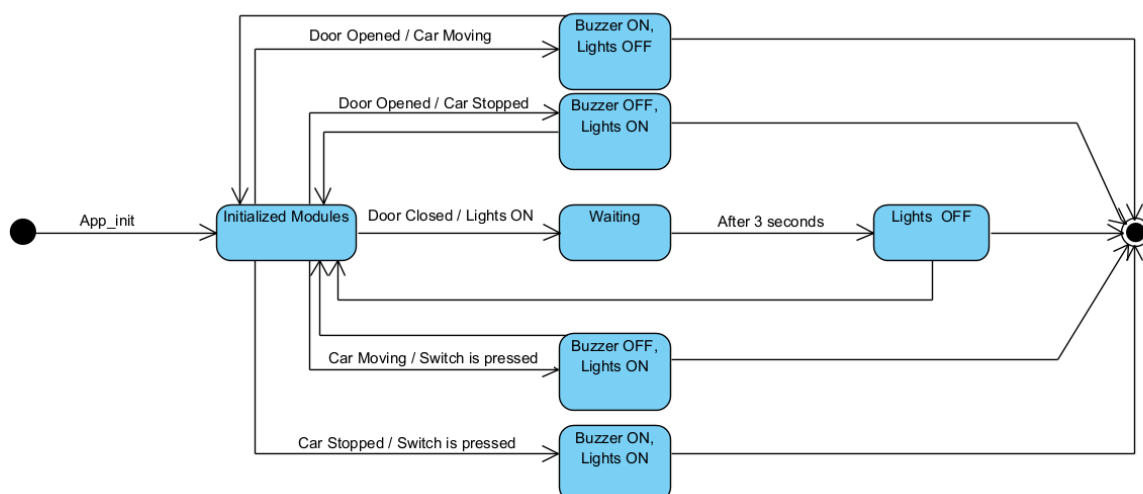 Buzzer ON,
Lights OFF
Door Opened / Car Moving
Door Opened / Car Stopped
Buzzer OFF,
Lights ON
App_init
Initialized Modules
Door Closed / Lights ON
Waiting
After 3 seconds
Lights OFF
Buzzer OFF,
Lights ON
Car Moving / Switch is pressed
Car Stopped / Switch is pressed
Buzzer ON,
Lights ON